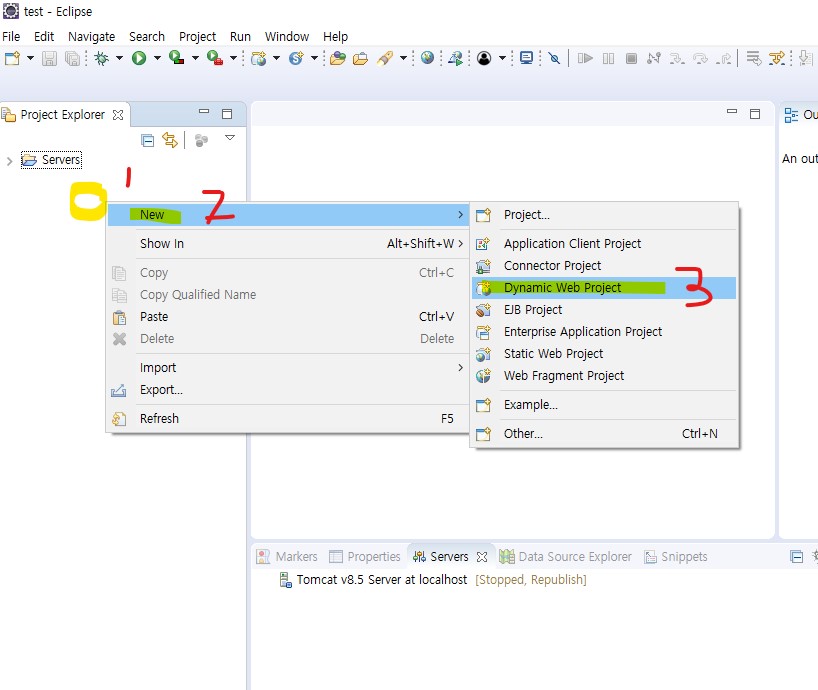 test - Eclipse
File Edit Navigate Search Project Run Window Help
Project Explorer
Ou
Servers
An out
1
New 2
Project...
Show In Alt+Shift+W
Application Client Project
Copy Ctrl+C
Connector Project
Copy Qualified Name
Dynamic Web Project 3
Paste Ctrl+V
EJB Project
Delete Delete
Enterprise Application Project
Static Web Project
Import
Web Fragment Project
Export...
Example...
Refresh F5
Other... Ctrl+N
Markers Properties Servers Data Source Explorer Snippets
Tomcat v8.5 Server at localhost [Stopped, Republish]